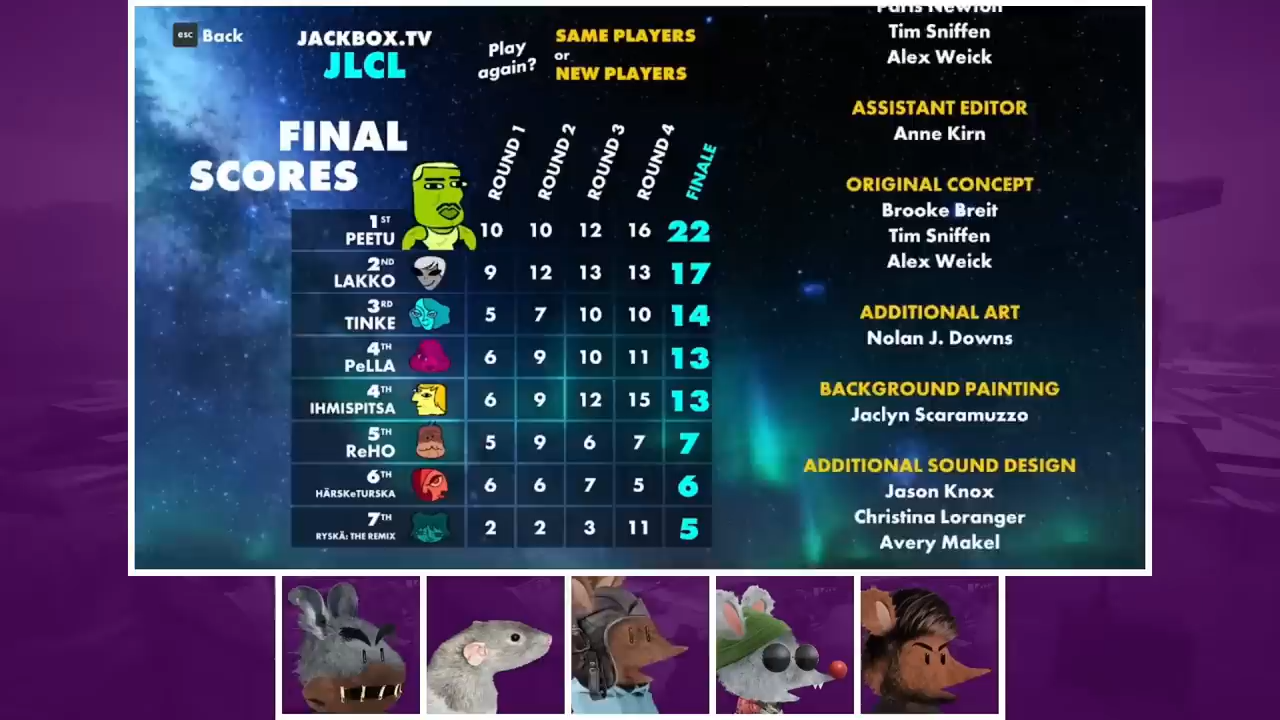 esc Back
JACKBOX.TV
JLCL
Play
again?
SAME PLAYERS
or
NEW PLAYERS
FINAL
SCORES
ROUND 1
ROUND 2
ROUND 3
ROUND 4
FINALE
1ST
PEETU
10 10 12 16 22
2ND
LAKKO
9 12 13 13 17
3RD
TINKE
5 7 10 10 14
4TH
PeLLA
6 9 10 11 13
4TH
IHMISPITSA
6 9 12 15 13
5TH
ReHO
5 9 6 7 7
6TH
HÄRSKeTURSKA
6 6 7 5 6
7TH
RYSKÄ: THE REMIX
2 2 3 11 5
Paris Newton
Tim Sniffen
Alex Weick
ASSISTANT EDITOR
Anne Kirn
ORIGINAL CONCEPT
Brooke Breit
Tim Sniffen
Alex Weick
ADDITIONAL ART
Nolan J. Downs
BACKGROUND PAINTING
Jaclyn Scaramuzzo
ADDITIONAL SOUND DESIGN
Jason Knox
Christina Loranger
Avery Makel